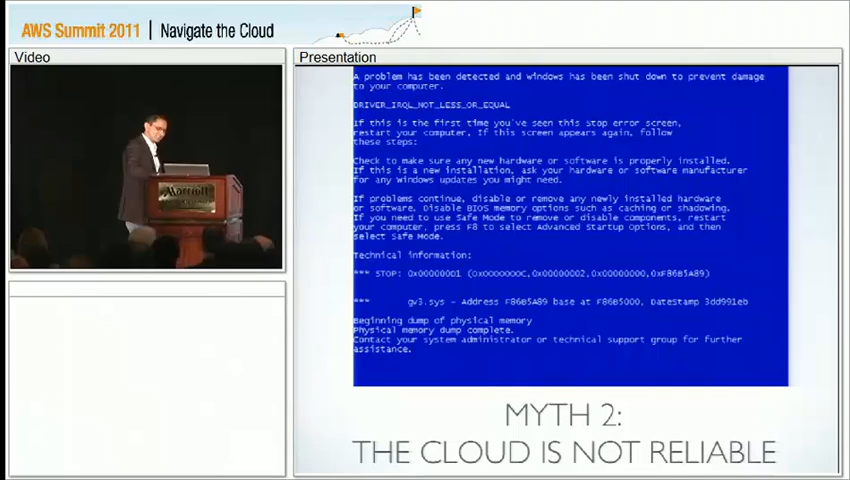 AWS Summit 2011 | Navigate the Cloud
Video
Presentation
Marriott
A problem has been detected and windows has been shut down to prevent damage
to your computer.
DRIVER_IRQL_NOT_LESS_OR_EQUAL
If this is the first time you've seen this Stop error screen,
restart your computer, If this screen appears again, follow
these steps:
Check to make sure any new hardware or software is properly installed.
If this is a new installation, ask your hardware or software manufacturer
for any Windows updates you might need.
If problems continue, disable or remove any newly installed hardware
or software. Disable BIOS memory options such as caching or shadowing.
If you need to use Safe Mode to remove or disable components, restart
your computer, press F8 to select Advanced Startup Options, and then
select Safe Mode.
Technical information:
*** STOP: 0x000000D1 (0x0000000C,0x00000002,0x00000000,0xF86B5A89)
*** gv3.sys - Address F86B5A89 base at F86B5000, DateStamp 3dd991eb
Beginning dump of physical memory
Physical memory dump complete.
Contact your system administrator or technical support group for further
assistance.
MYTH 2:
THE CLOUD IS NOT RELIABLE